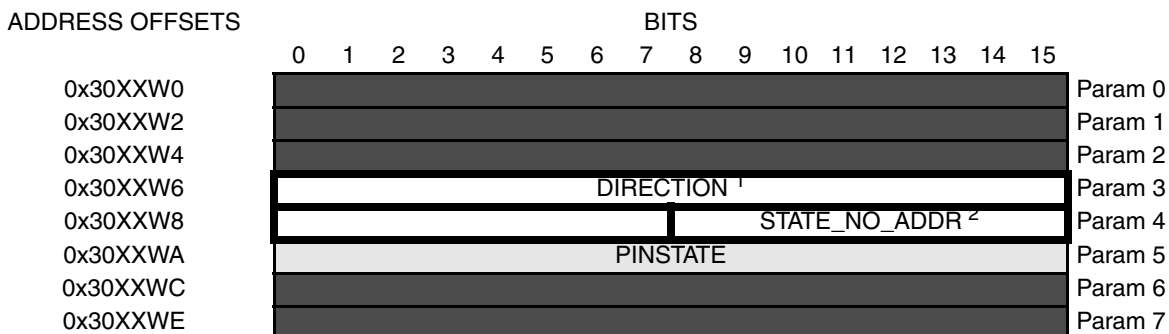 ADDRESS OFFSETS BITS
0 1 2 3 4 5 6 7 8 9 10 11 12 13 14 15
0x30XXW0 Param 0
0x30XXW2 Param 1
0x30XXW4 Param 2
0x30XXW6 DIRECTION 1 Param 3
0x30XXW8 STATE_NO_ADDR 2 Param 4
0x30XXWA PINSTATE Param 5
0x30XXWC Param 6
0x30XXWE Param 7